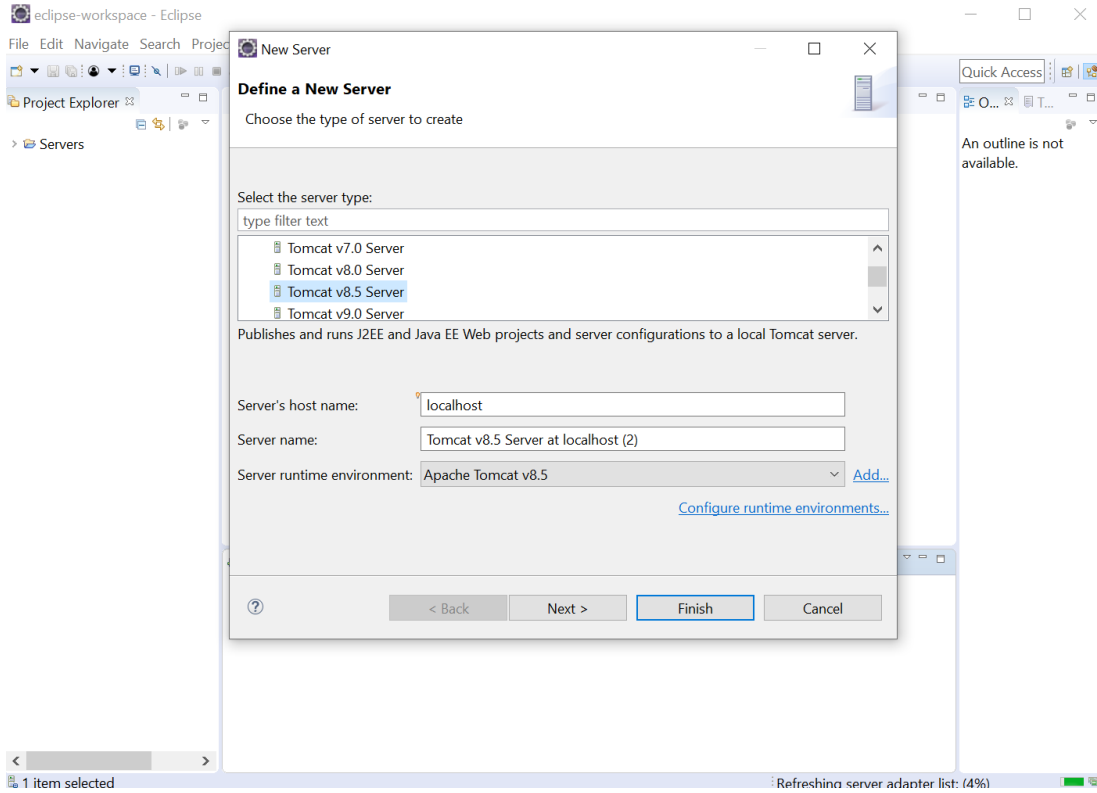 eclipse-workspace - Eclipse
File Edit Navigate Search Projec
Quick Access
Project Explorer
Servers
O...
T...
An outline is not
available.
New Server
Define a New Server
Choose the type of server to create
Select the server type:
type filter text
Tomcat v7.0 Server
Tomcat v8.0 Server
Tomcat v8.5 Server
Tomcat v9.0 Server
Publishes and runs J2EE and Java EE Web projects and server configurations to a local Tomcat server.
Server's host name: localhost
Server name: Tomcat v8.5 Server at localhost (2)
Server runtime environment: Apache Tomcat v8.5 Add...
Configure runtime environments...
? < Back Next > Finish Cancel
1 item selected
Refreshing server adapter list: (4%)